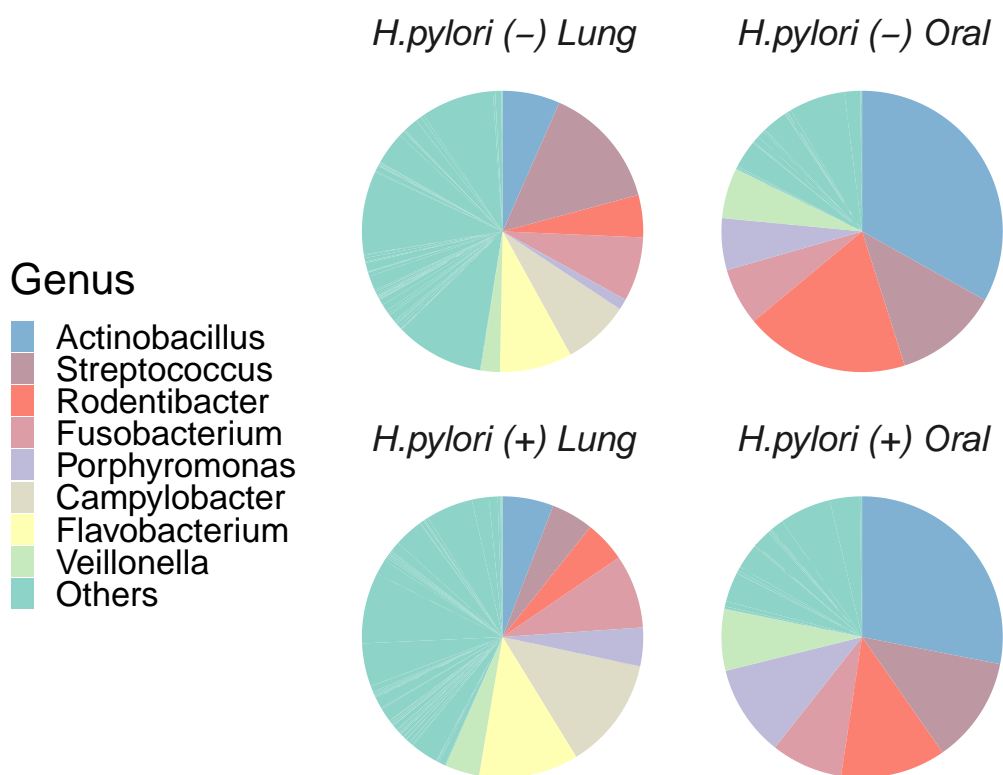 H.pylori (−) Lung
H.pylori (−) Oral
Genus
Actinobacillus
Streptococcus
Rodentibacter
Fusobacterium
Porphyromonas
Campylobacter
Flavobacterium
Veillonella
Others
H.pylori (+) Lung
H.pylori (+) Oral